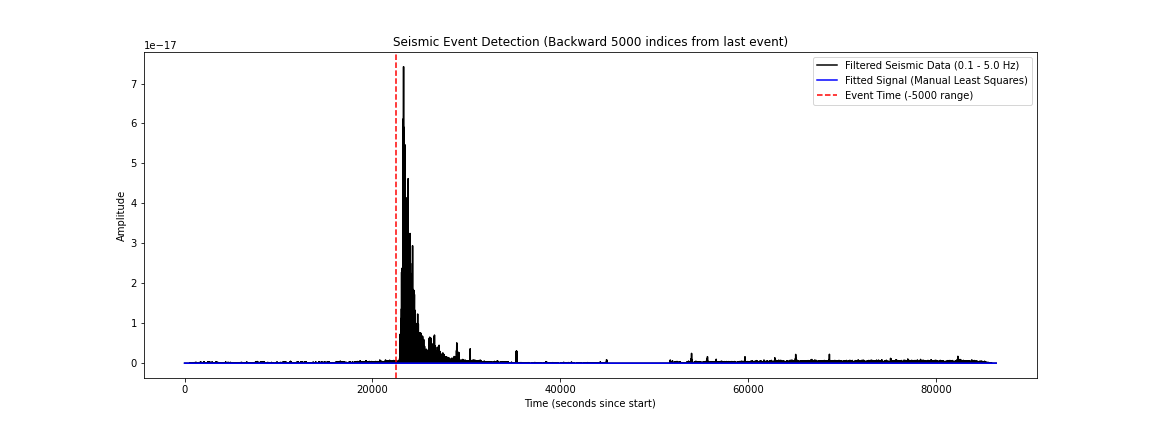 Seismic Event Detection (Backward 5000 indices from last event)
1e−17
Filtered Seismic Data (0.1 - 5.0 Hz)
Fitted Signal (Manual Least Squares)
Event Time (-5000 range)
7
6
5
4
3
2
1
0
Amplitude
0 20000 40000 60000 80000
Time (seconds since start)